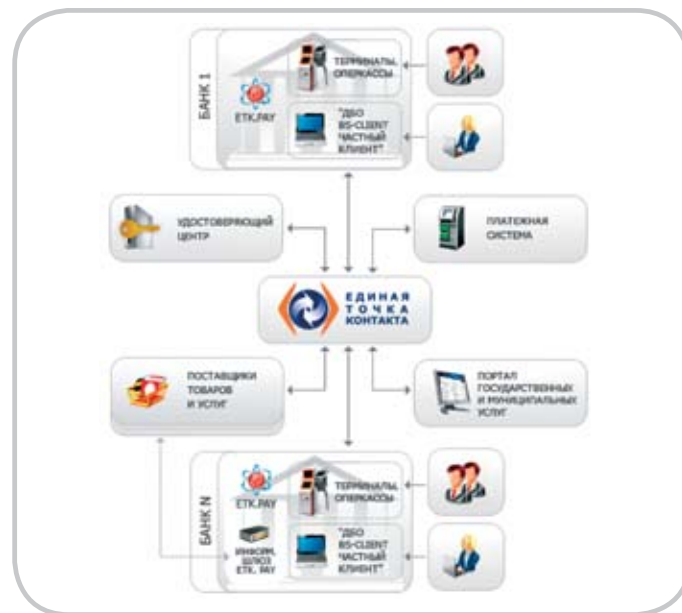 БАНК 1
ETK.PAY
ТЕРМИНАЛЫ,
ОПЕРКАССЫ
"ДБО
BS-CLIENT
ЧАСТНЫЙ
КЛИЕНТ"
УДОСТОВЕРЯЮЩИЙ
ЦЕНТР
ПЛАТЕЖНАЯ
СИСТЕМА
ЕДИНАЯ
ТОЧКА
КОНТАКТА
ПОСТАВЩИКИ
ТОВАРОВ
И УСЛУГ
ПОРТАЛ
ГОСУДАРСТВЕННЫХ
И МУНИЦИПАЛЬНЫХ
УСЛУГ
БАНК N
ETK.PAY
ИНФОРМ.
ШЛЮЗ
ETK. PAY
ТЕРМИНАЛЫ,
ОПЕРКАССЫ
"ДБО
BS-CLIENT
ЧАСТНЫЙ
КЛИЕНТ"